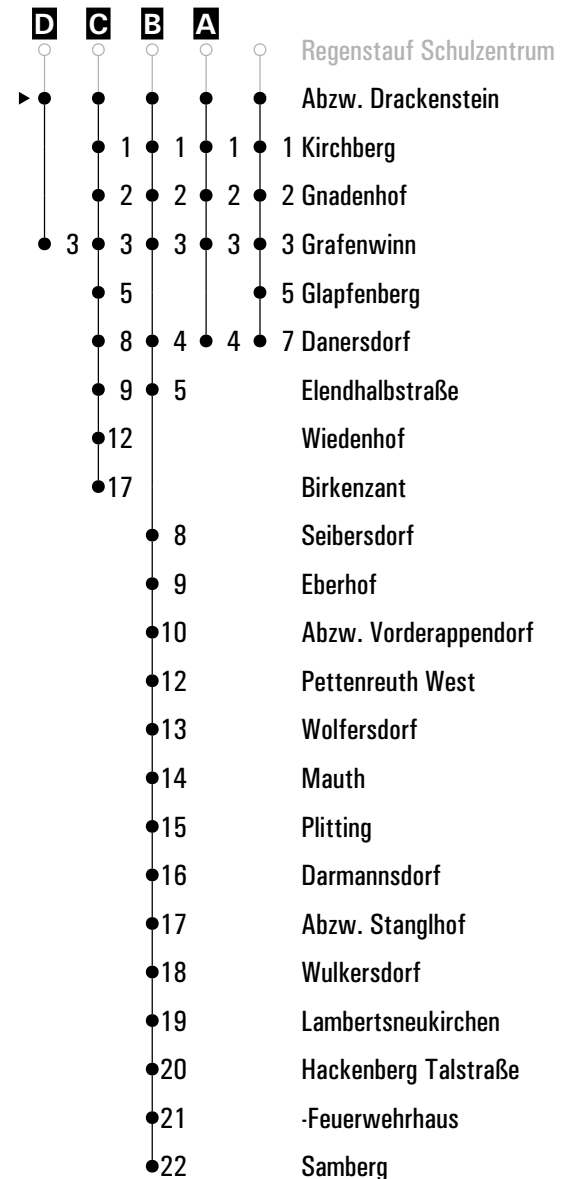 D C B A
Regenstauf Schulzentrum
Abzw. Drackenstein
1 1 1 1 Kirchberg
2 2 2 2 Gnadenhof
3 3 3 3 Grafenwinn
5 5 Glapfenberg
8 4 4 7 Danersdorf
9 5 Elendhalbstraße
12 Wiedenhof
17 Birkenzant
8 Seibersdorf
9 Eberhof
10 Abzw. Vorderappendorf
12 Pettenreuth West
13 Wolfersdorf
14 Mauth
15 Plitting
16 Darmannsdorf
17 Abzw. Stanglhof
18 Wulkersdorf
19 Lambertsneukirchen
20 Hackenberg Talstraße
21 -Feuerwehrhaus
22 Samberg